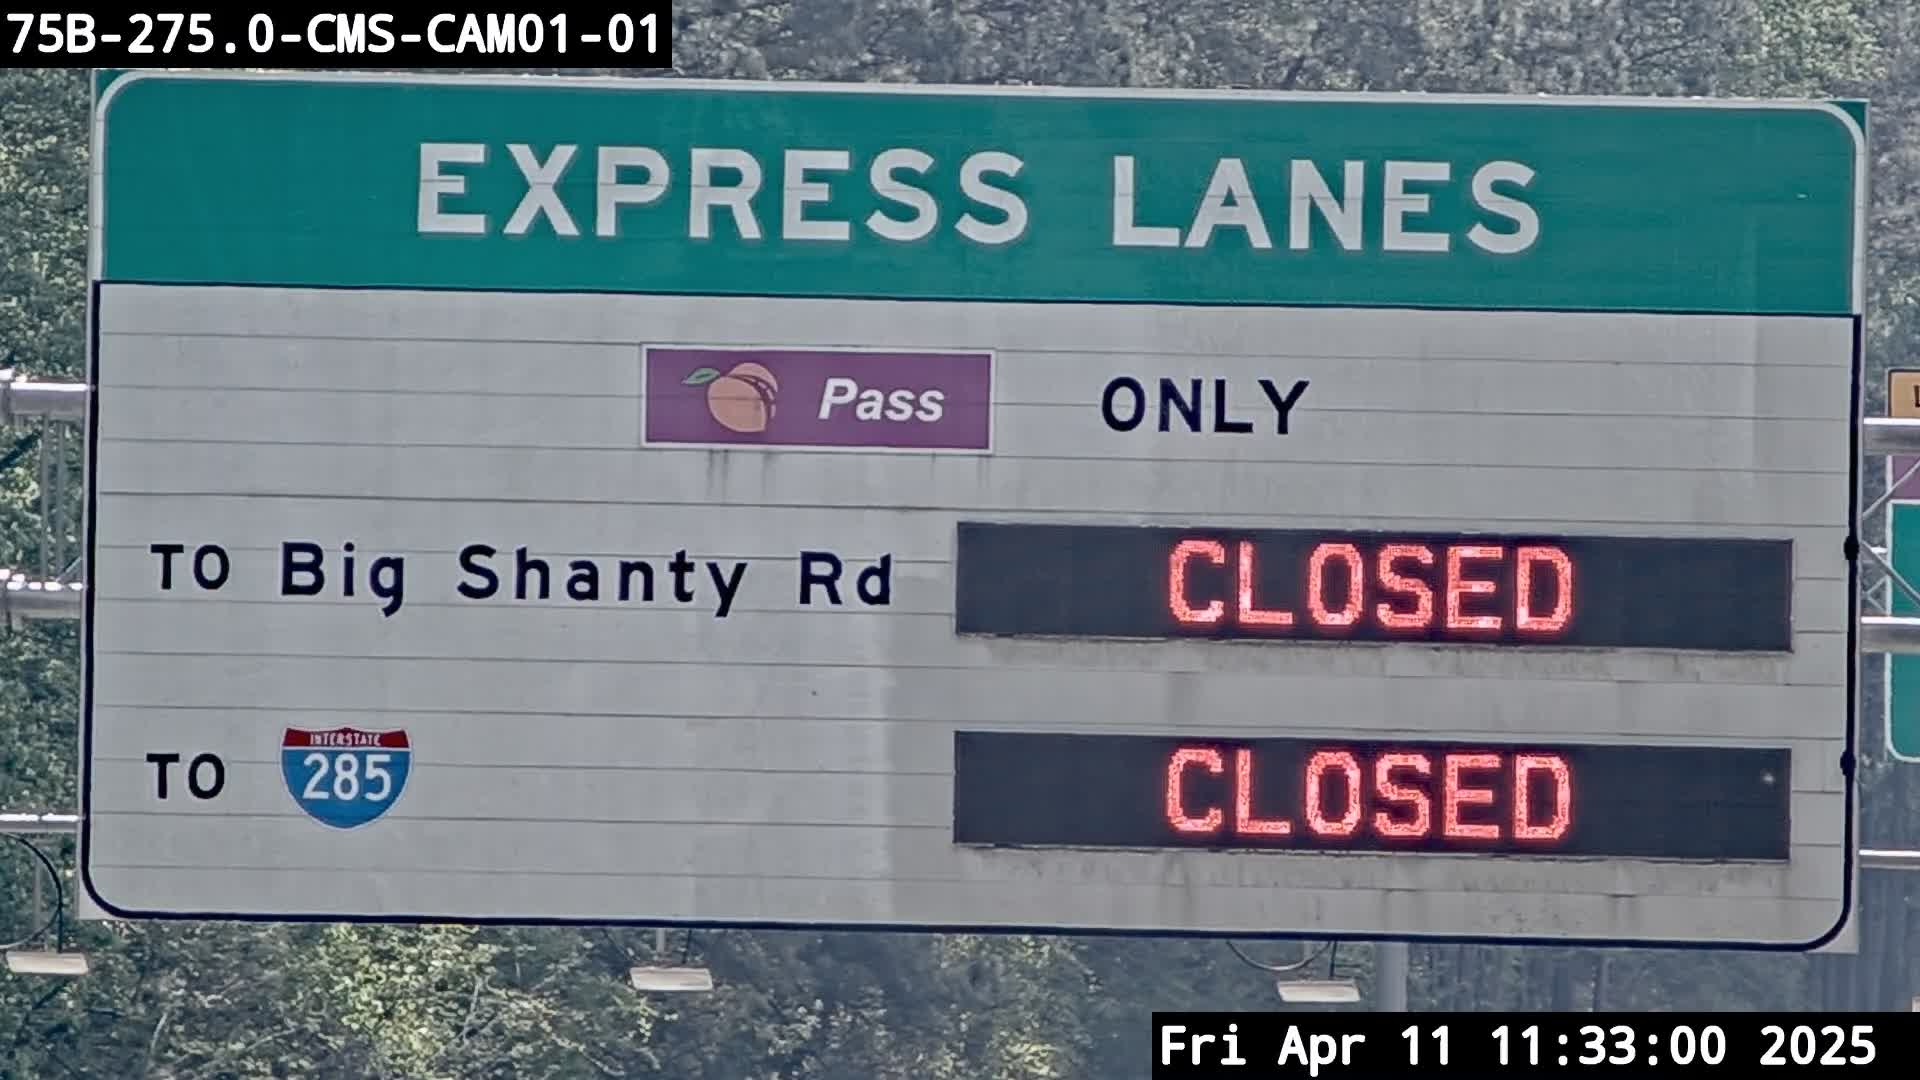 75B-275.0-CMS-CAM01-01
EXPRESS LANES
Pass ONLY
TO Big Shanty Rd CLOSED
TO INTERSTATE 285 CLOSED
Fri Apr 11 11:33:00 2025